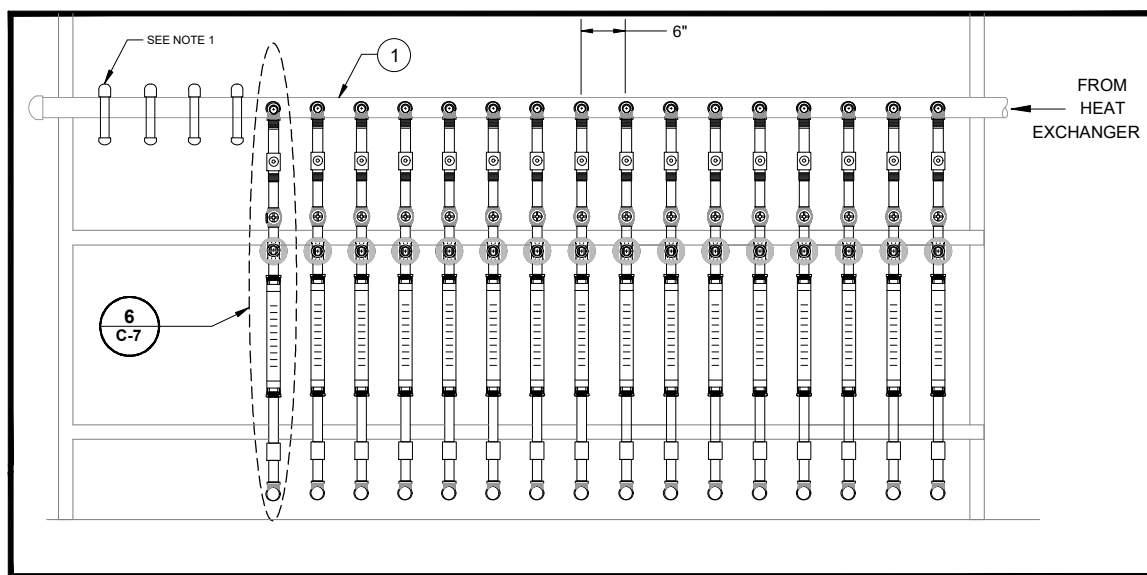 SEE NOTE 1
1
6"
FROM
HEAT
EXCHANGER
6
C-7